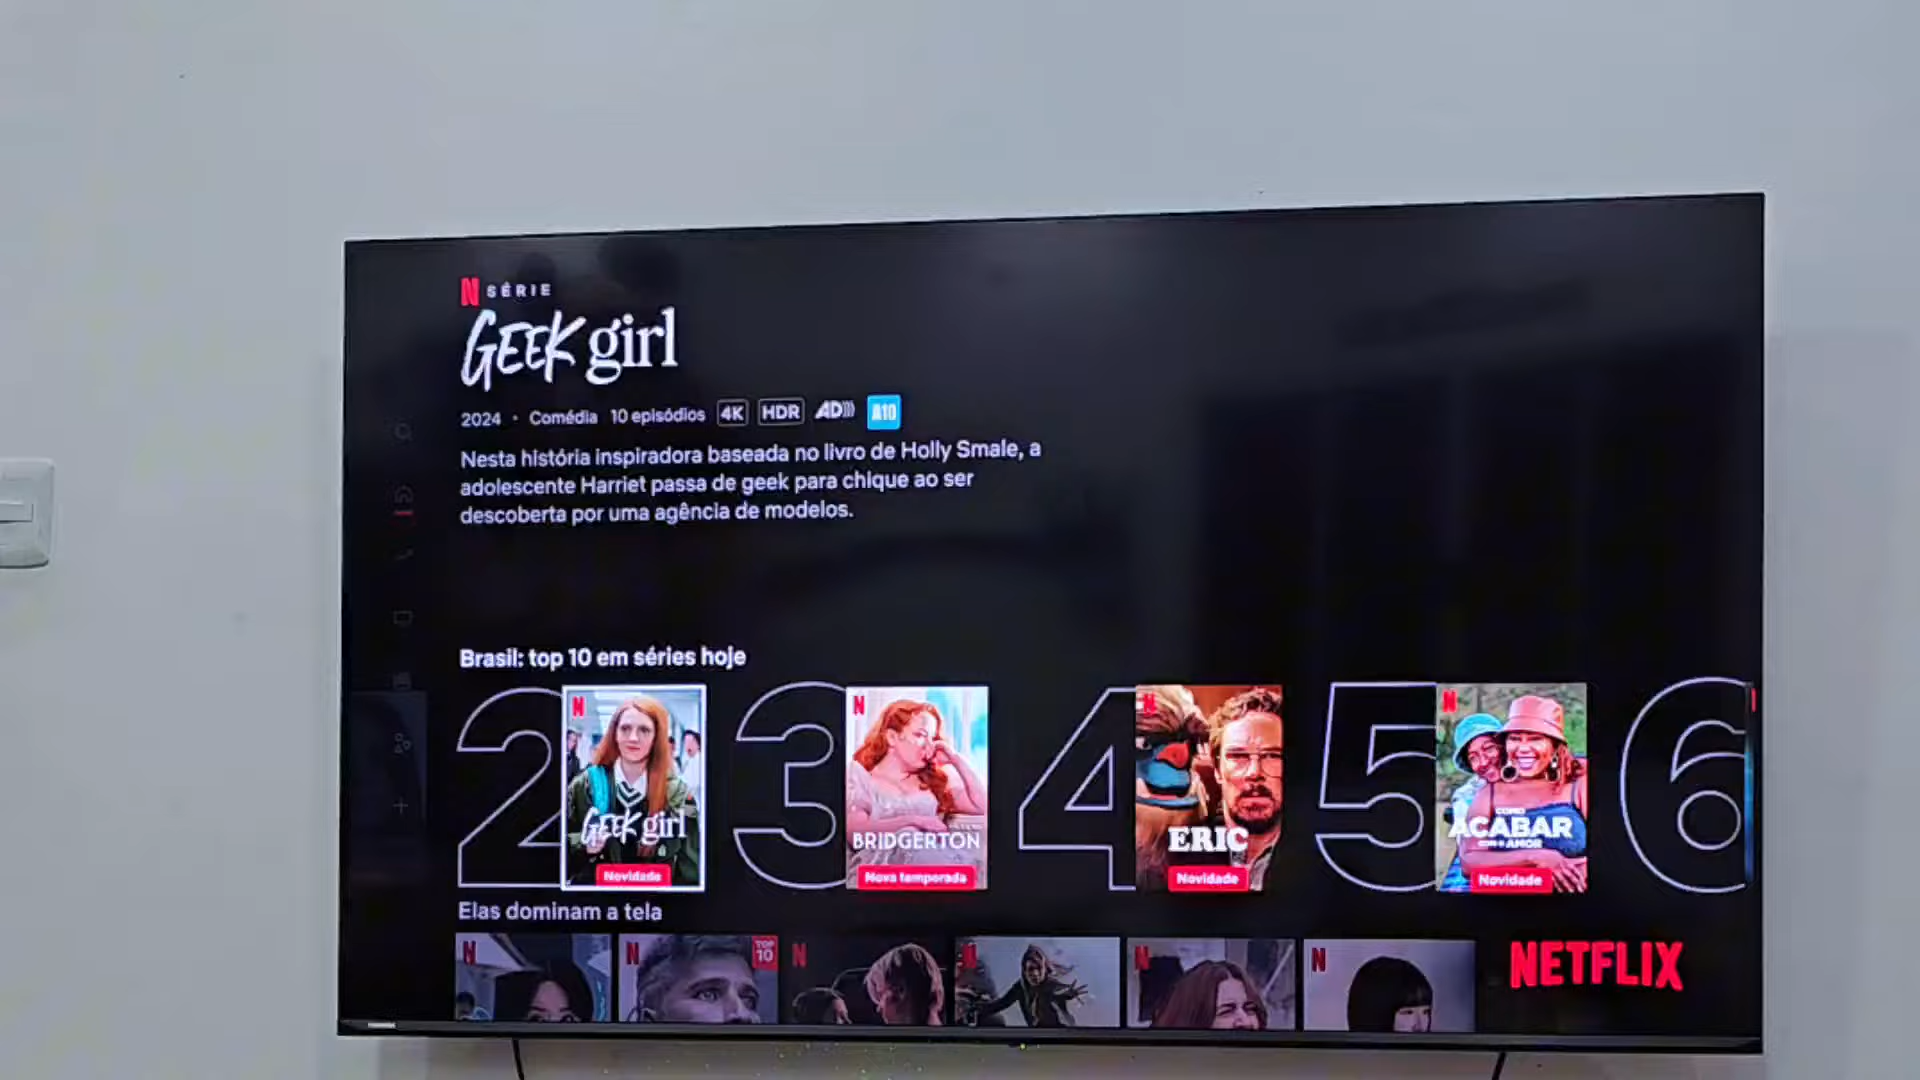 N SÉRIE
GEEK girl
2024 · Comédia 10 episódios 4K HDR AD))) A10
Nesta história inspiradora baseada no livro de Holly Smale, a
adolescente Harriet passa de geek para chique ao ser
descoberta por uma agência de modelos.
Brasil: top 10 em séries hoje
2 3 4 5 6
N
GEEK girl
Novidade
N
BRIDGERTON
Nova temporada
N
ERIC
Novidade
N
COMO
ACABAR
COM O AMOR
Novidade
Elas dominam a tela
N N TOP 10 N N N N
NETFLIX